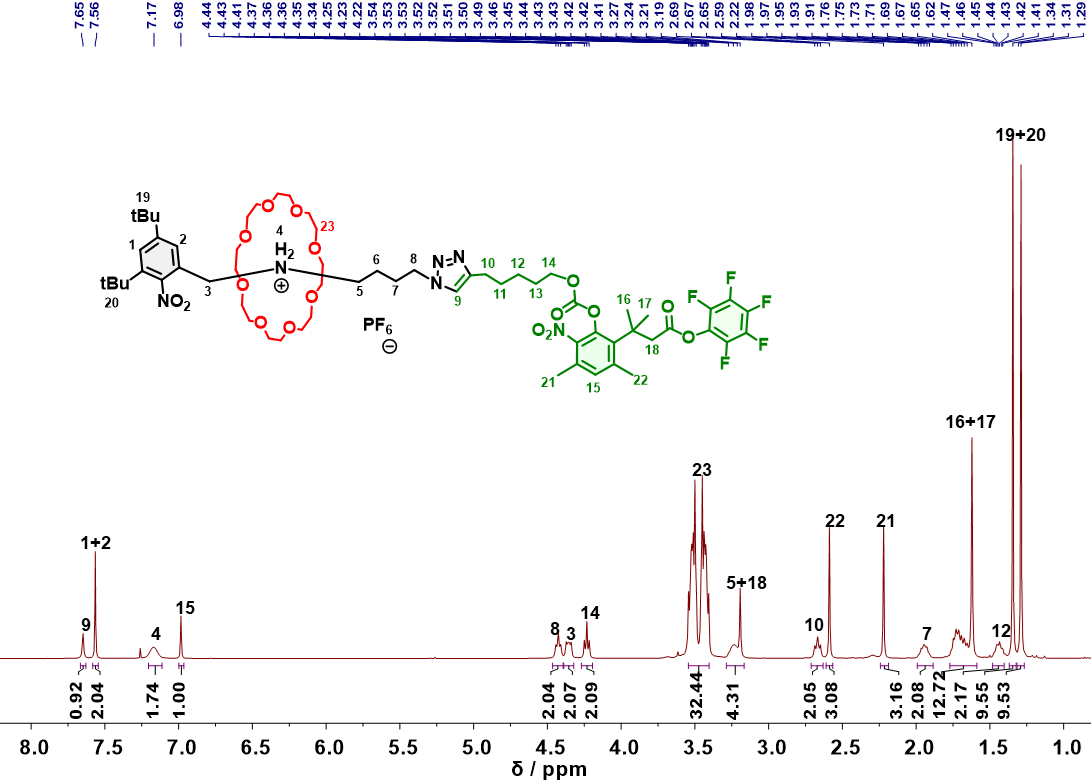 7.65 7.56 7.17 6.98 4.44 4.43 4.41 4.37 4.36 4.36 4.35 4.34 4.25 4.23 4.22 3.54 3.53 3.53 3.52 3.52 3.51 3.50 3.49 3.46 3.45 3.44 3.43 3.43 3.42 3.42 3.41 3.27 3.24 3.21 3.19 2.69 2.67 2.65 2.59 2.22 1.98 1.97 1.95 1.93 1.91 1.76 1.75 1.73 1.71 1.69 1.67 1.65 1.62 1.47 1.46 1.45 1.44 1.43 1.42 1.41 1.34 1.31 1.29
19+20
19
tBu
1 2
tBu
20
NO2
3
4
H2
N
+
O O O O O O O O
23
PF6
−
5 6 7 8
N N N
9
10 11 12 13 14
O
O
O
O2N
21 15 22
16 17
18
O
O
F F F F F
16+17
23
22
21
1+2
5+18
9
4
15
8
3
14
10
7
12
0.92 2.04 1.74 1.00 2.04 2.07 2.09 32.44 4.31 2.05 3.08 3.16 2.08 12.72 2.17 9.55 9.53
8.0 7.5 7.0 6.5 6.0 5.5 5.0 4.5 4.0 3.5 3.0 2.5 2.0 1.5 1.0
δ / ppm